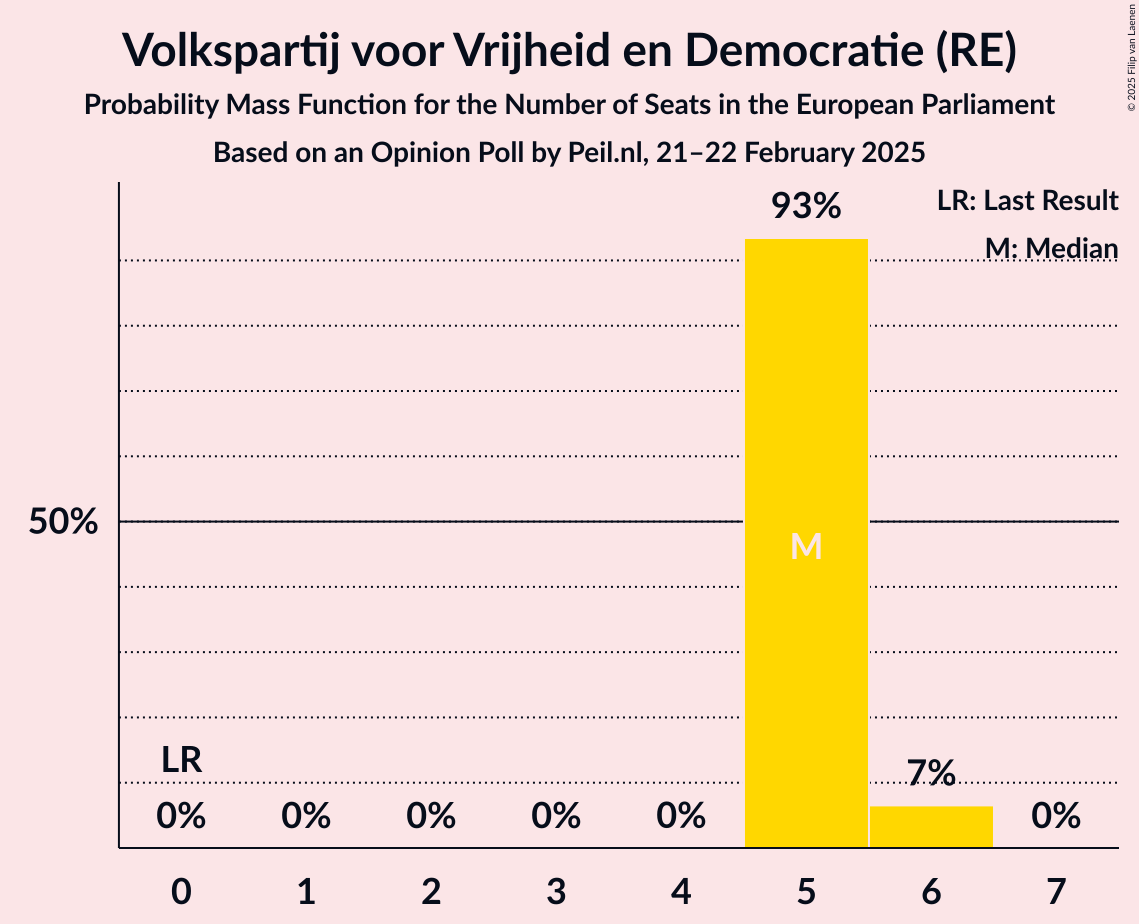 Volkspartij voor Vrijheid en Democratie (RE)
Probability Mass Function for the Number of Seats in the European Parliament
Based on an Opinion Poll by Peil.nl, 21–22 February 2025
© 2025 Filip van Laenen
LR: Last Result
M: Median
93%
50%
M
LR
7%
0% 0% 0% 0% 0% 0%
0 1 2 3 4 5 6 7